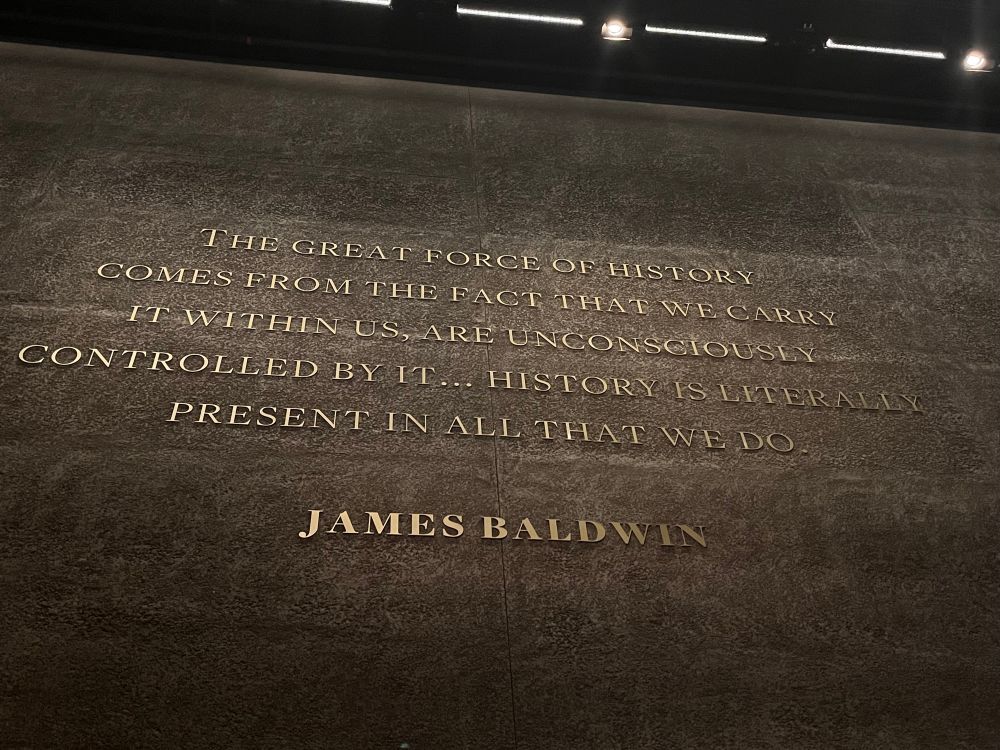 THE GREAT FORCE OF HISTORY
COMES FROM THE FACT THAT WE CARRY
IT WITHIN US, ARE UNCONSCIOUSLY
CONTROLLED BY IT... HISTORY IS LITERALLY
PRESENT IN ALL THAT WE DO.
JAMES BALDWIN